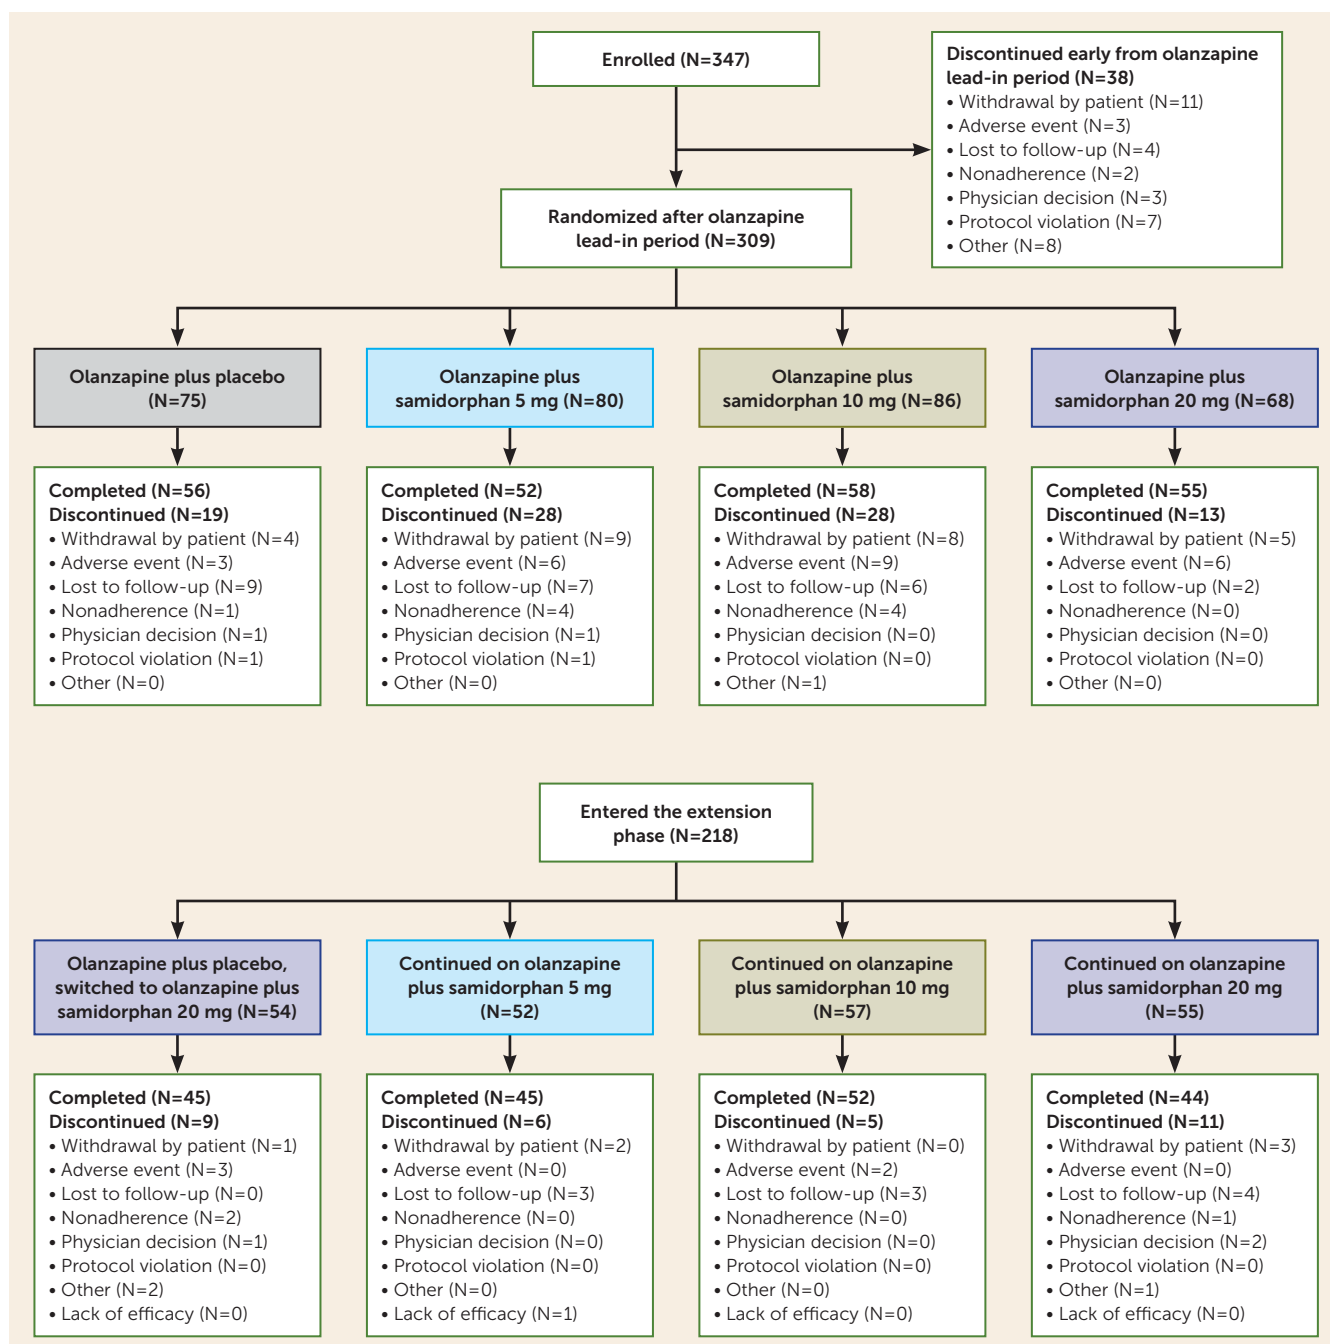 Enrolled (N=347)
Discontinued early from olanzapine
lead-in period (N=38)
• Withdrawal by patient (N=11)
• Adverse event (N=3)
• Lost to follow-up (N=4)
• Nonadherence (N=2)
• Physician decision (N=3)
• Protocol violation (N=7)
• Other (N=8)
Randomized after olanzapine
lead-in period (N=309)
Olanzapine plus placebo
(N=75)
Olanzapine plus
samidorphan 5 mg (N=80)
Olanzapine plus
samidorphan 10 mg (N=86)
Olanzapine plus
samidorphan 20 mg (N=68)
Completed (N=56)
Discontinued (N=19)
• Withdrawal by patient (N=4)
• Adverse event (N=3)
• Lost to follow-up (N=9)
• Nonadherence (N=1)
• Physician decision (N=1)
• Protocol violation (N=1)
• Other (N=0)
Completed (N=52)
Discontinued (N=28)
• Withdrawal by patient (N=9)
• Adverse event (N=6)
• Lost to follow-up (N=7)
• Nonadherence (N=4)
• Physician decision (N=1)
• Protocol violation (N=1)
• Other (N=0)
Completed (N=58)
Discontinued (N=28)
• Withdrawal by patient (N=8)
• Adverse event (N=9)
• Lost to follow-up (N=6)
• Nonadherence (N=4)
• Physician decision (N=0)
• Protocol violation (N=0)
• Other (N=1)
Completed (N=55)
Discontinued (N=13)
• Withdrawal by patient (N=5)
• Adverse event (N=6)
• Lost to follow-up (N=2)
• Nonadherence (N=0)
• Physician decision (N=0)
• Protocol violation (N=0)
• Other (N=0)
Entered the extension
phase (N=218)
Olanzapine plus placebo,
switched to olanzapine plus
samidorphan 20 mg (N=54)
Continued on olanzapine
plus samidorphan 5 mg
(N=52)
Continued on olanzapine
plus samidorphan 10 mg
(N=57)
Continued on olanzapine
plus samidorphan 20 mg
(N=55)
Completed (N=45)
Discontinued (N=9)
• Withdrawal by patient (N=1)
• Adverse event (N=3)
• Lost to follow-up (N=0)
• Nonadherence (N=2)
• Physician decision (N=1)
• Protocol violation (N=0)
• Other (N=2)
• Lack of efficacy (N=0)
Completed (N=45)
Discontinued (N=6)
• Withdrawal by patient (N=2)
• Adverse event (N=0)
• Lost to follow-up (N=3)
• Nonadherence (N=0)
• Physician decision (N=0)
• Protocol violation (N=0)
• Other (N=0)
• Lack of efficacy (N=1)
Completed (N=52)
Discontinued (N=5)
• Withdrawal by patient (N=0)
• Adverse event (N=2)
• Lost to follow-up (N=3)
• Nonadherence (N=0)
• Physician decision (N=0)
• Protocol violation (N=0)
• Other (N=0)
• Lack of efficacy (N=0)
Completed (N=44)
Discontinued (N=11)
• Withdrawal by patient (N=3)
• Adverse event (N=0)
• Lost to follow-up (N=4)
• Nonadherence (N=1)
• Physician decision (N=2)
• Protocol violation (N=0)
• Other (N=1)
• Lack of efficacy (N=0)